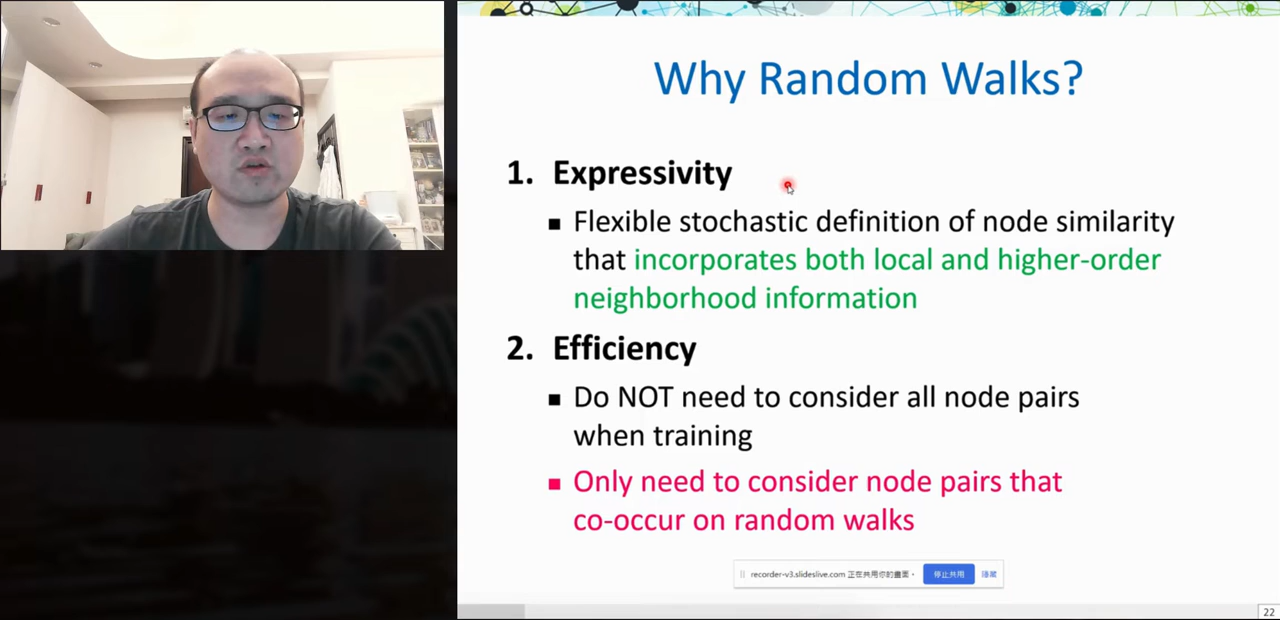 Why Random Walks?
1. Expressivity
■ Flexible stochastic definition of node similarity
that incorporates both local and higher-order
neighborhood information
2. Efficiency
■ Do NOT need to consider all node pairs
when training
■ Only need to consider node pairs that
co-occur on random walks
recorder-v3.slideslive.com 正在共用你的畫面。 停止共用 隱藏
22